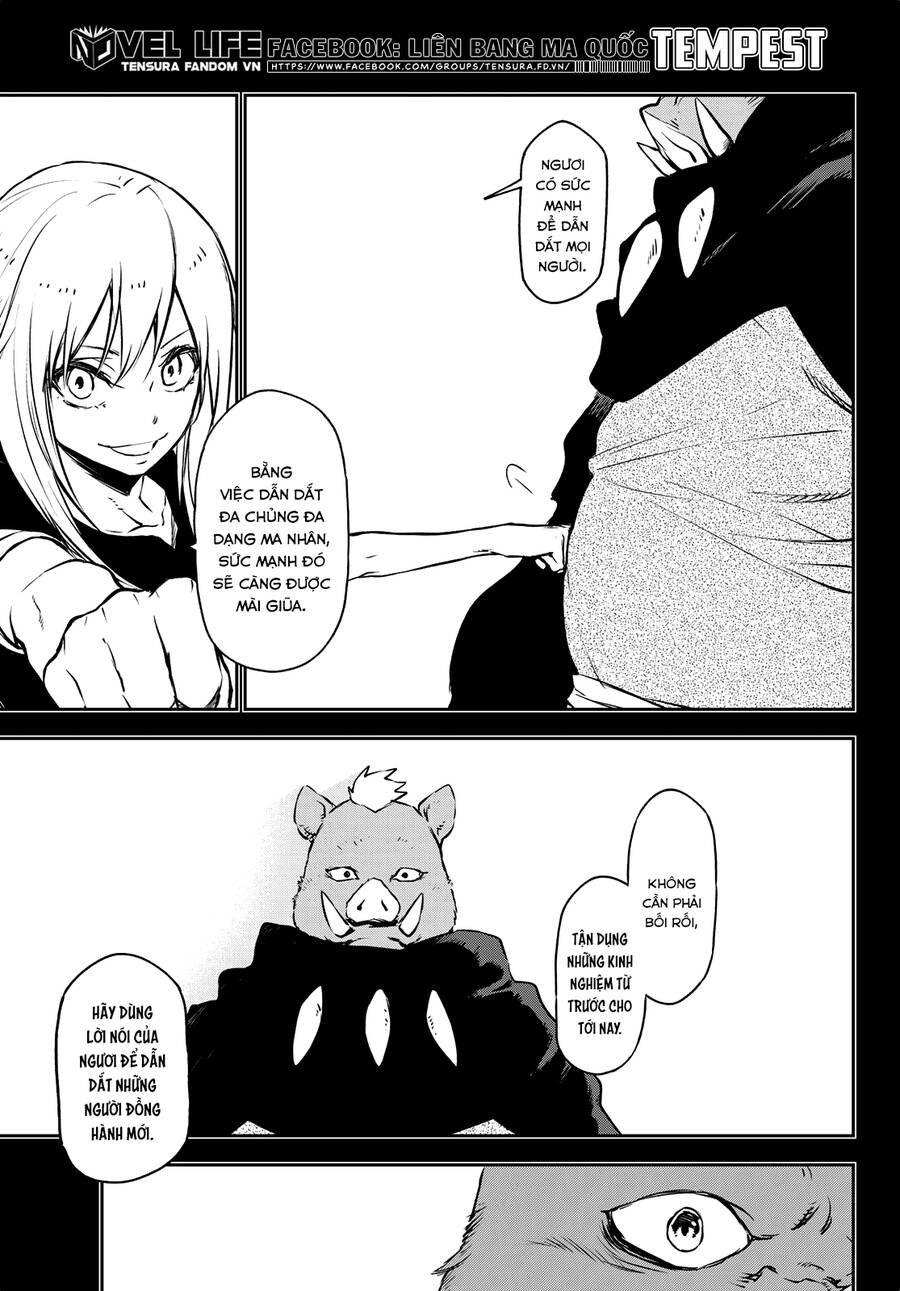 NOVEL LIFE
TENSURA FANDOM VN
FACEBOOK: LIÊN BANG MA QUỐC
HTTPS://WWW.FACEBOOK.COM/GROUPS/TENSURA.FD.VN/
TEMPEST
NGƯƠI
CÓ SỨC
MẠNH
ĐỂ DẪN
DẮT MỌI
NGƯỜI.
BẰNG
VIỆC DẪN DẮT
ĐA CHỦNG ĐA
DẠNG MA NHÂN,
SỨC MẠNH ĐÓ
SẼ CÀNG ĐƯỢC
MÀI GIŨA.
KHÔNG
CẦN PHẢI
BỐI RỐI,
TẬN DỤNG
NHỮNG KINH
NGHIỆM TỪ
TRƯỚC CHO
TỚI NAY.
HÃY DÙNG
LỜI NÓI CỦA
NGƯƠI ĐỂ DẪN
DẮT NHỮNG
NGƯỜI ĐỒNG
HÀNH MỚI.